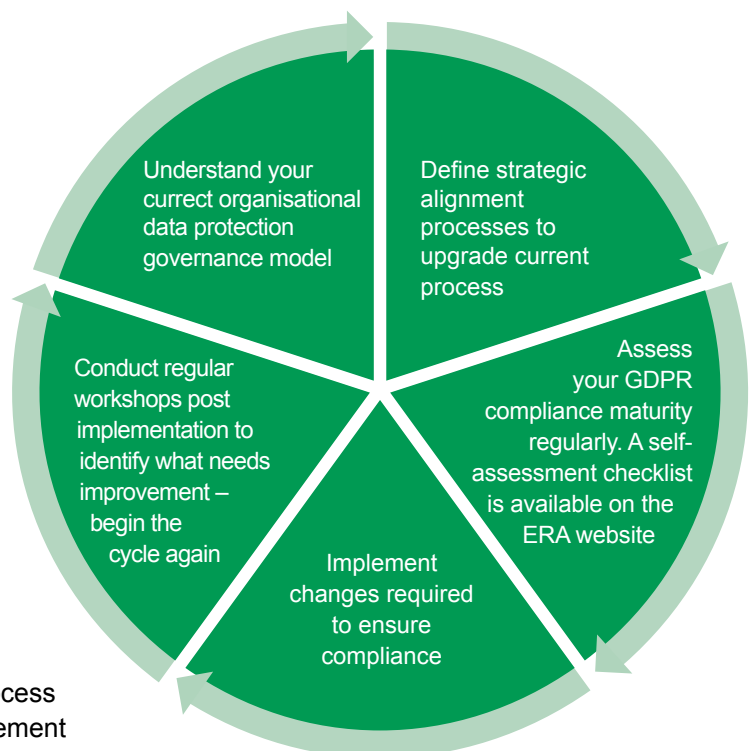 Understand your
currect organisational
data protection
governance model
Define strategic
alignment
processes to
upgrade current
process
Assess
your GDPR
compliance maturity
regularly. A self-
assessment checklist
is available on the
ERA website
Implement
changes required
to ensure
compliance
Conduct regular
workshops post
implementation to
identify what needs
improvement –
begin the
cycle again